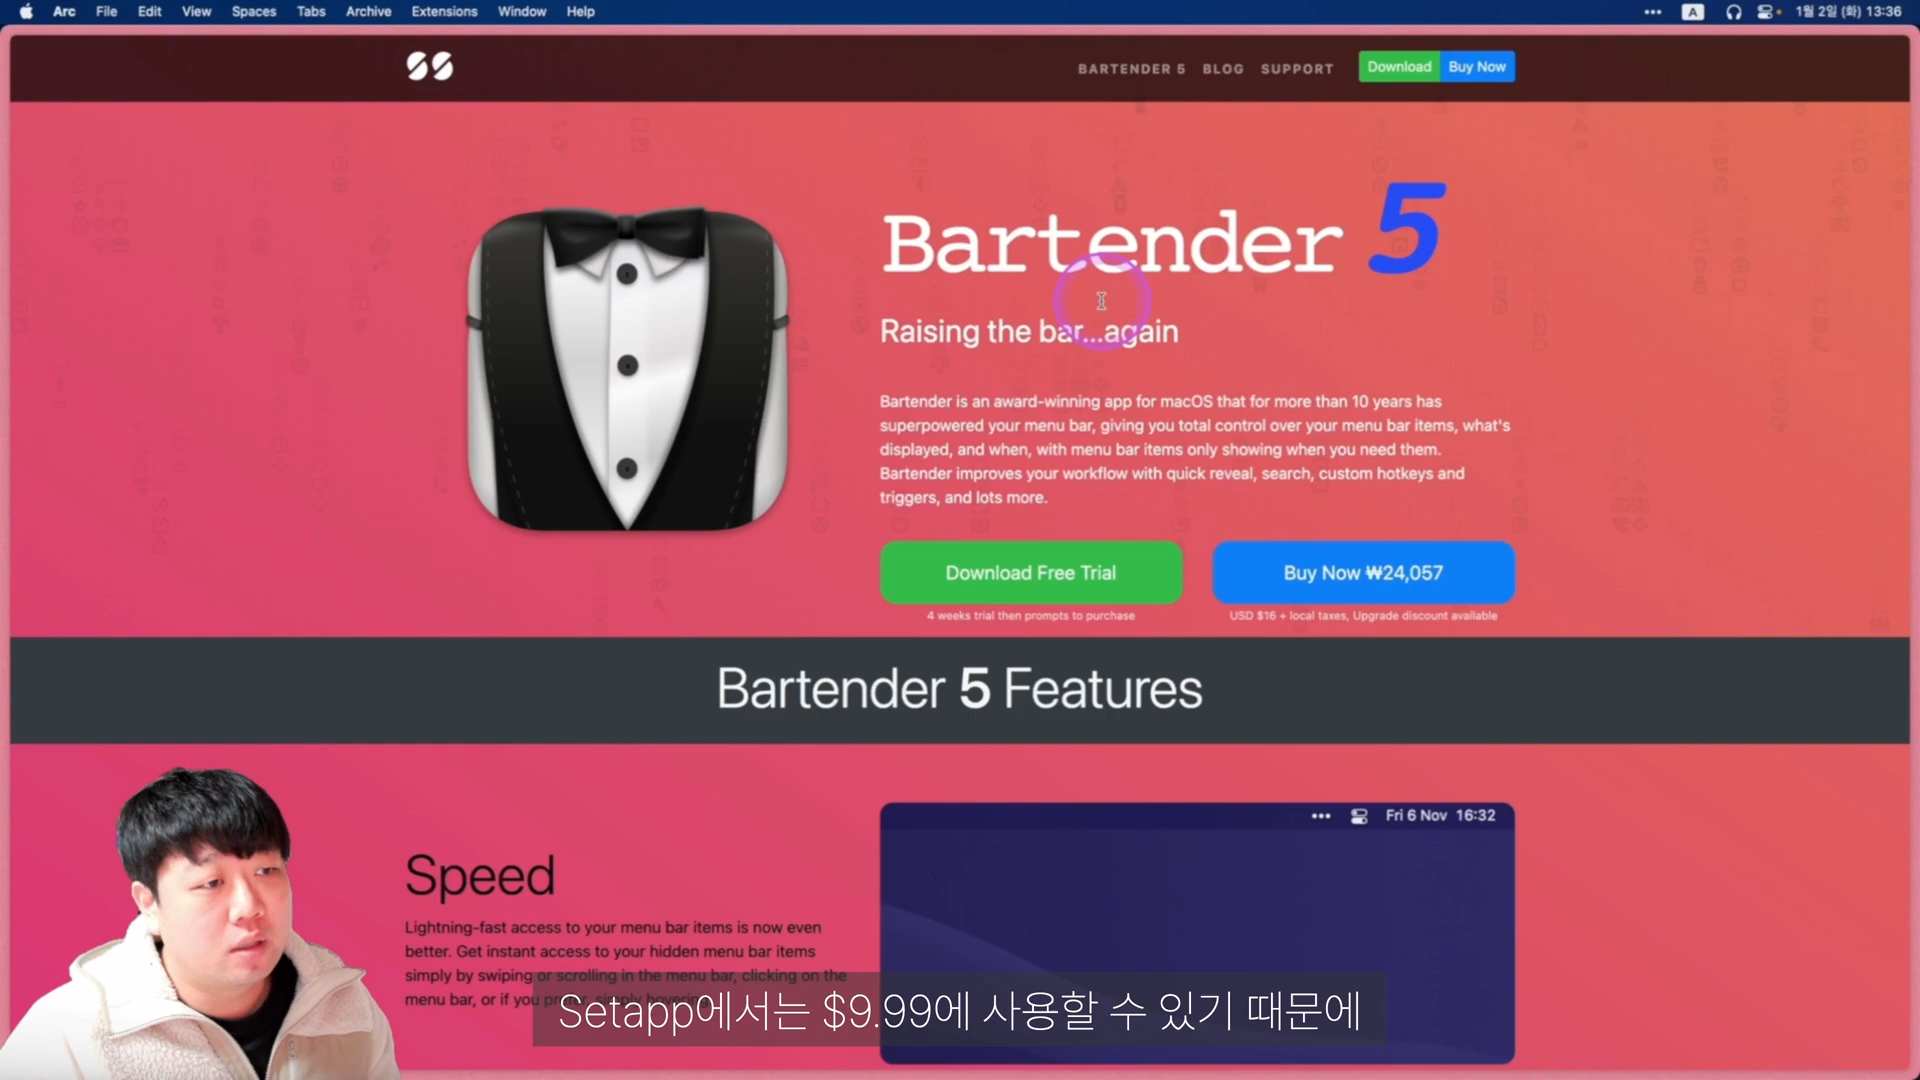 Arc File Edit View Spaces Tabs Archive Extensions Window Help
A 1월 2일 (화) 13:36
BARTENDER 5 BLOG SUPPORT Download Buy Now
Bartender 5
Raising the bar...again
Bartender is an award-winning app for macOS that for more than 10 years has
superpowered your menu bar, giving you total control over your menu bar items, what's
displayed, and when, with menu bar items only showing when you need them.
Bartender improves your workflow with quick reveal, search, custom hotkeys and
triggers, and lots more.
Download Free Trial
4 weeks trial then prompts to purchase
Buy Now ₩24,057
USD $16 + local taxes, Upgrade discount available
Bartender 5 Features
Speed
Lightning-fast access to your menu bar items is now even
better. Get instant access to your hidden menu bar items
simply by swiping or scrolling in the menu bar, clicking on the
menu bar, or if you prefer, simply hovering.
Fri 6 Nov 16:32
Setapp에서는 $9.99에 사용할 수 있기 때문에